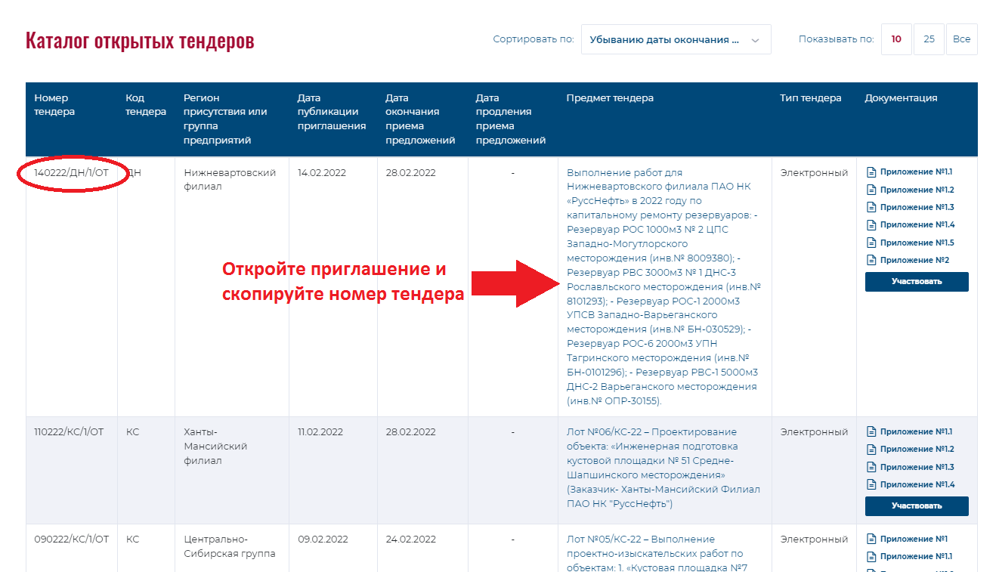 Каталог открытых тендеров
Сортировать по:
Убыванию даты окончания ...
Показывать по:
10
25
Все
Номер
тендера
Код
тендера
Регион
присутствия или
группа
предприятий
Дата
публикации
приглашения
Дата
окончания
приема
предложений
Дата
продления
приема
предложений
Предмет тендера
Тип тендера
Документация
140222/ДН/1/ОТ
ДН
Нижневартовский
филиал
14.02.2022
28.02.2022
-
Выполнение работ для
Нижневартовского филиала ПАО НК
«РуссНефть» в 2022 году по
капитальному ремонту резервуаров: -
Резервуар РОС 1000м3 № 2 ЦПС
Западно-Могутлорского
месторождения (инв.№ 8009380); -
Резервуар РВС 3000м3 № 1 ДНС-3
Рославльского месторождения (инв.№
8101293); - Резервуар РОС-1 2000м3
УПСВ Западно-Варьеганского
месторождения (инв.№ БН-030529); -
Резервуар РОС-6 2000м3 УПН
Тагринского месторождения (инв.№
БН-0101296); - Резервуар РВС-1 5000м3
ДНС-2 Варьеганского месторождения
(инв.№ ОПР-30155).
Электронный
Приложение №1.1
Приложение №1.2
Приложение №1.3
Приложение №1.4
Приложение №1.5
Приложение №2
Участвовать
Откройте приглашение и
скопируйте номер тендера
110222/КС/1/ОТ
КС
Ханты-
Мансийский
филиал
11.02.2022
28.02.2022
-
Лот №06/КС-22 – Проектирование
объекта: «Инженерная подготовка
кустовой площадки № 51 Средне-
Шапшинского месторождения»
(Заказчик- Ханты-Мансийский Филиал
ПАО НК "РуссНефть")
Электронный
Приложение №1.1
Приложение №1.2
Приложение №1.3
Приложение №1.4
Участвовать
090222/КС/1/ОТ
КС
Центрально-
Сибирская группа
09.02.2022
24.02.2022
-
Лот №05/КС-22 – Выполнение
проектно-изыскательских работ по
объектам: 1. «Кустовая площадка №7
Электронный
Приложение №1
Приложение №1.1